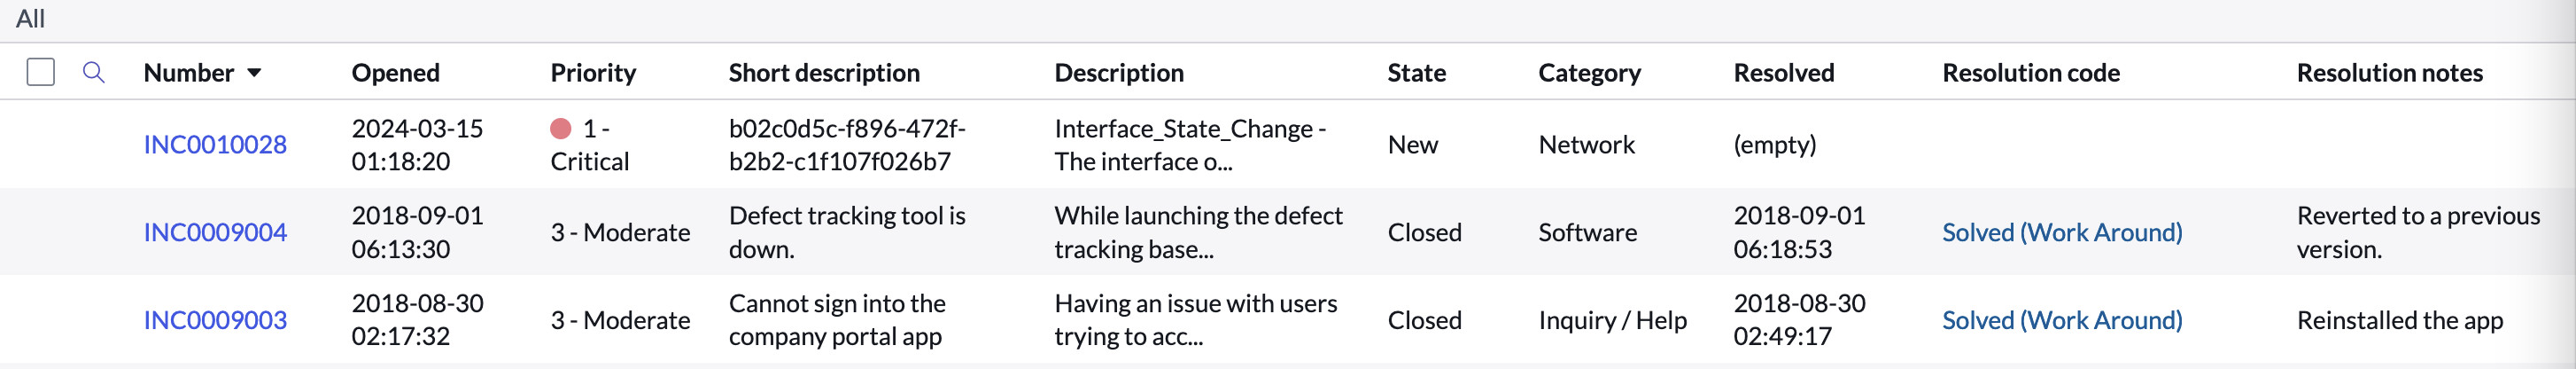 All
Number Opened Priority Short description Description State Category Resolved Resolution code Resolution notes
INC0010028 2024-03-15 01:18:20 1 - Critical b02c0d5c-f896-472f-b2b2-c1f107f026b7 Interface_State_Change - The interface o... New Network (empty)
INC0009004 2018-09-01 06:13:30 3 - Moderate Defect tracking tool is down. While launching the defect tracking base... Closed Software 2018-09-01 06:18:53 Solved (Work Around) Reverted to a previous version.
INC0009003 2018-08-30 02:17:32 3 - Moderate Cannot sign into the company portal app Having an issue with users trying to acc... Closed Inquiry / Help 2018-08-30 02:49:17 Solved (Work Around) Reinstalled the app